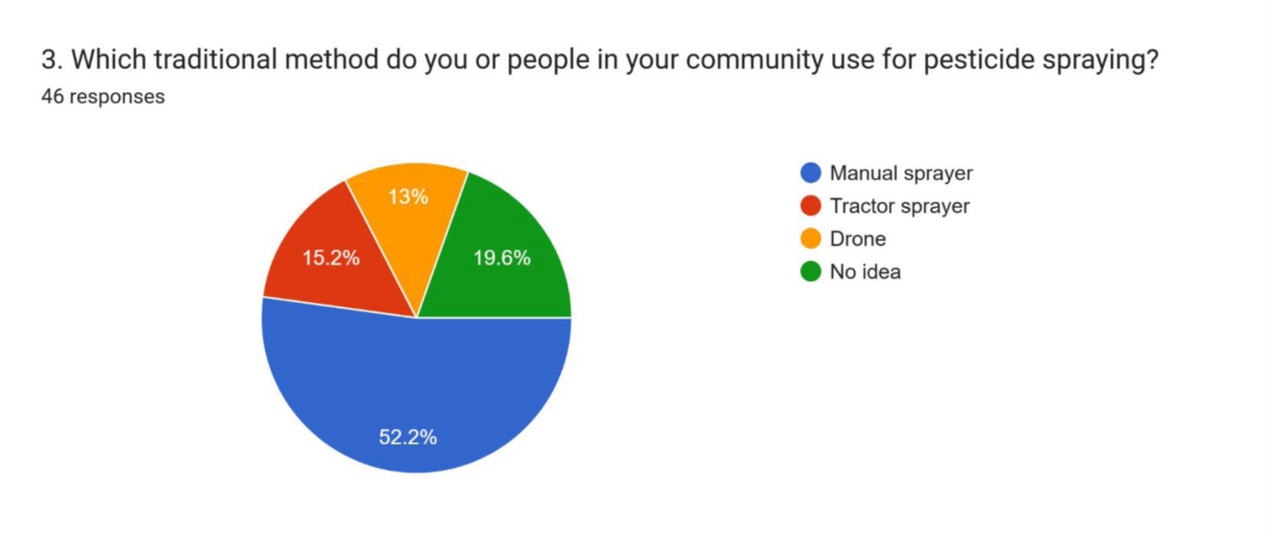 3. Which traditional method do you or people in your community use for pesticide spraying?
46 responses
13%
15.2%
19.6%
52.2%
Manual sprayer
Tractor sprayer
Drone
No idea